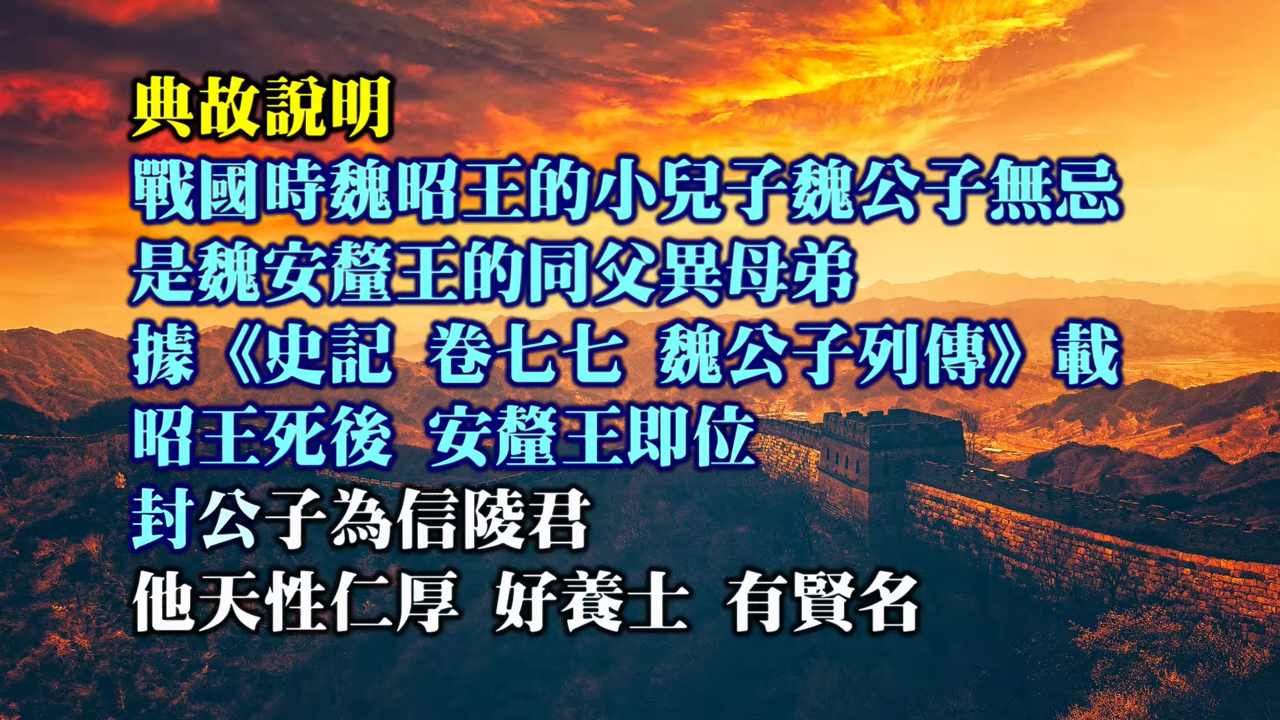 典故說明
戰國時魏昭王的小兒子魏公子無忌
是魏安釐王的同父異母弟
據《史記 卷七七 魏公子列傳》載
昭王死後 安釐王即位
封公子為信陵君
他天性仁厚 好養士 有賢名